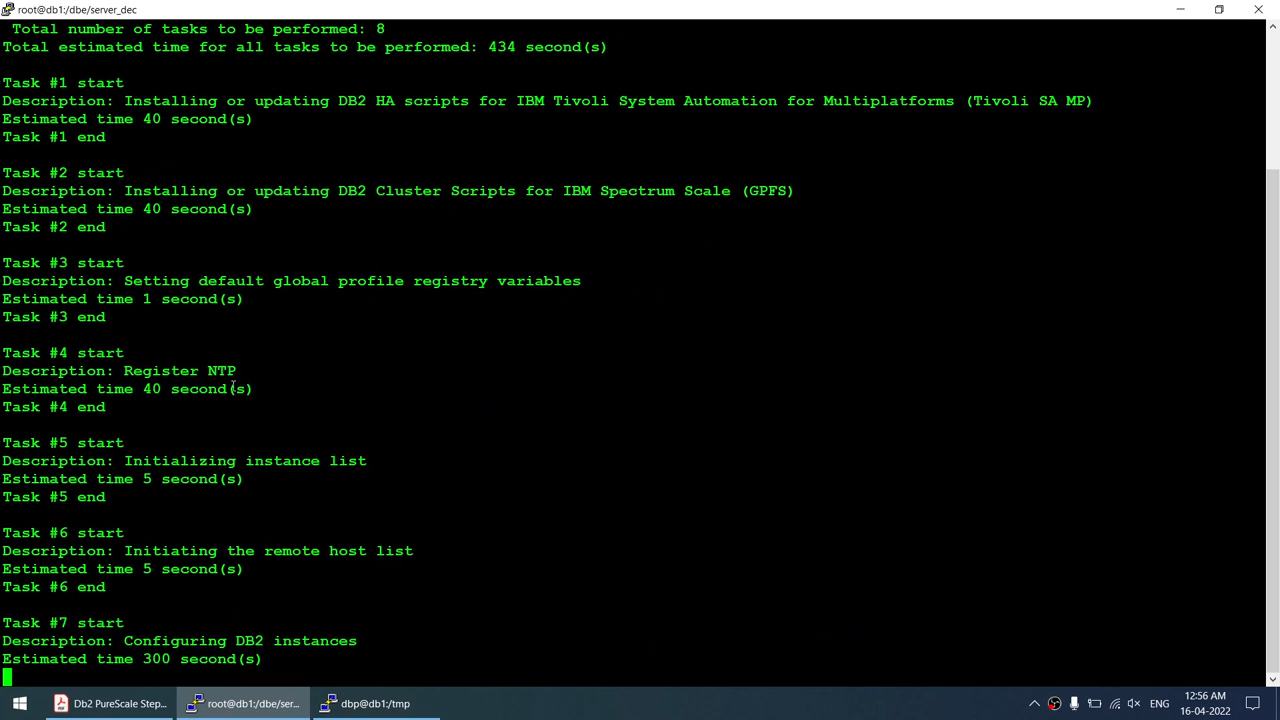 root@db1:/dbe/server_dec
Total number of tasks to be performed: 8
Total estimated time for all tasks to be performed: 434 second(s)
Task #1 start
Description: Installing or updating DB2 HA scripts for IBM Tivoli System Automation for Multiplatforms (Tivoli SA MP)
Estimated time 40 second(s)
Task #1 end
Task #2 start
Description: Installing or updating DB2 Cluster Scripts for IBM Spectrum Scale (GPFS)
Estimated time 40 second(s)
Task #2 end
Task #3 start
Description: Setting default global profile registry variables
Estimated time 1 second(s)
Task #3 end
Task #4 start
Description: Register NTP
Estimated time 40 second(s)
Task #4 end
Task #5 start
Description: Initializing instance list
Estimated time 5 second(s)
Task #5 end
Task #6 start
Description: Initiating the remote host list
Estimated time 5 second(s)
Task #6 end
Task #7 start
Description: Configuring DB2 instances
Estimated time 300 second(s)
Db2 PureScale Step... root@db1:/dbe/ser... dbp@db1:/tmp ENG 12:56 AM
16-04-2022